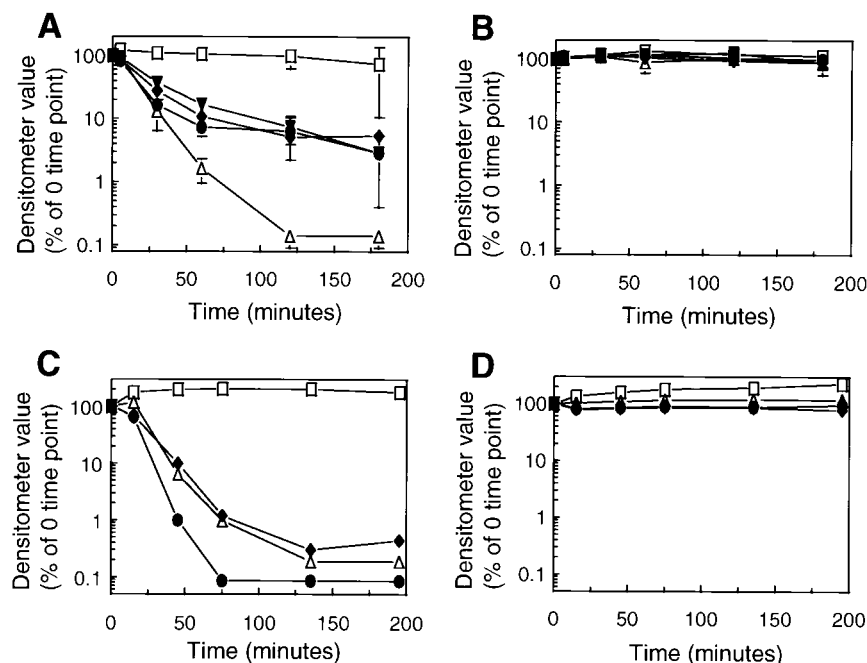 A
Densitometer value
(% of 0 time point)
100
10
1
0.1
0 50 100 150 200
Time (minutes)
B
Densitometer value
(% of 0 time point)
100
10
1
0.1
0 50 100 150 200
Time (minutes)
C
Densitometer value
(% of 0 time point)
100
10
1
0.1
0 50 100 150 200
Time (minutes)
D
Densitometer value
(% of 0 time point)
100
10
1
0.1
0 50 100 150 200
Time (minutes)